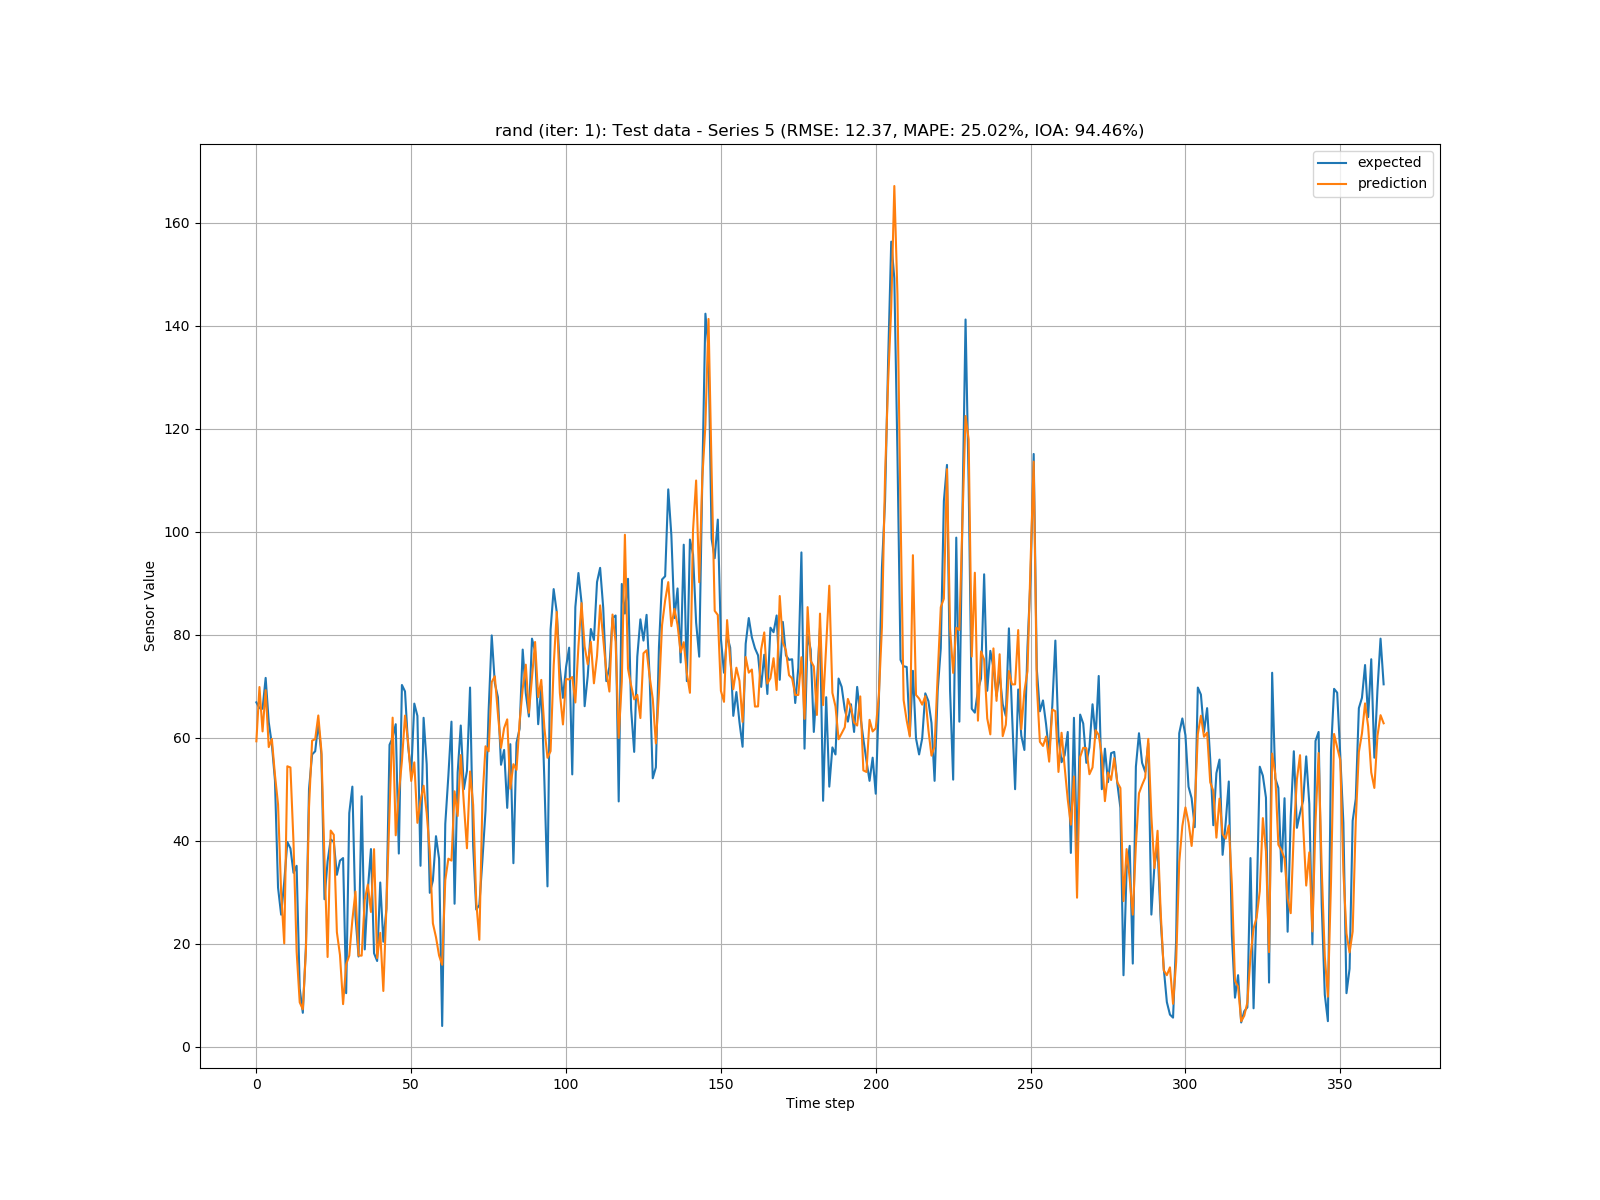 rand (iter: 1): Test data - Series 5 (RMSE: 12.37, MAPE: 25.02%, IOA: 94.46%)
expected
prediction
160
140
120
100
80
60
40
20
0
Sensor Value
0 50 100 150 200 250 300 350
Time step